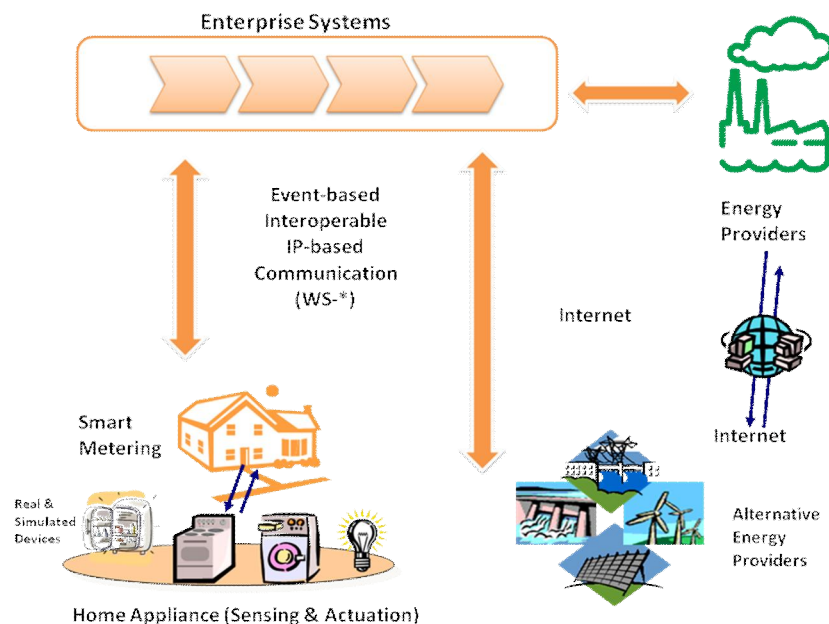 Enterprise Systems
Event-based
Interoperable
IP-based
Communication
(WS-*)
Energy
Providers
Internet
Smart
Metering
Internet
Real &
Simulated
Devices
Alternative
Energy
Providers
Home Appliance (Sensing & Actuation)